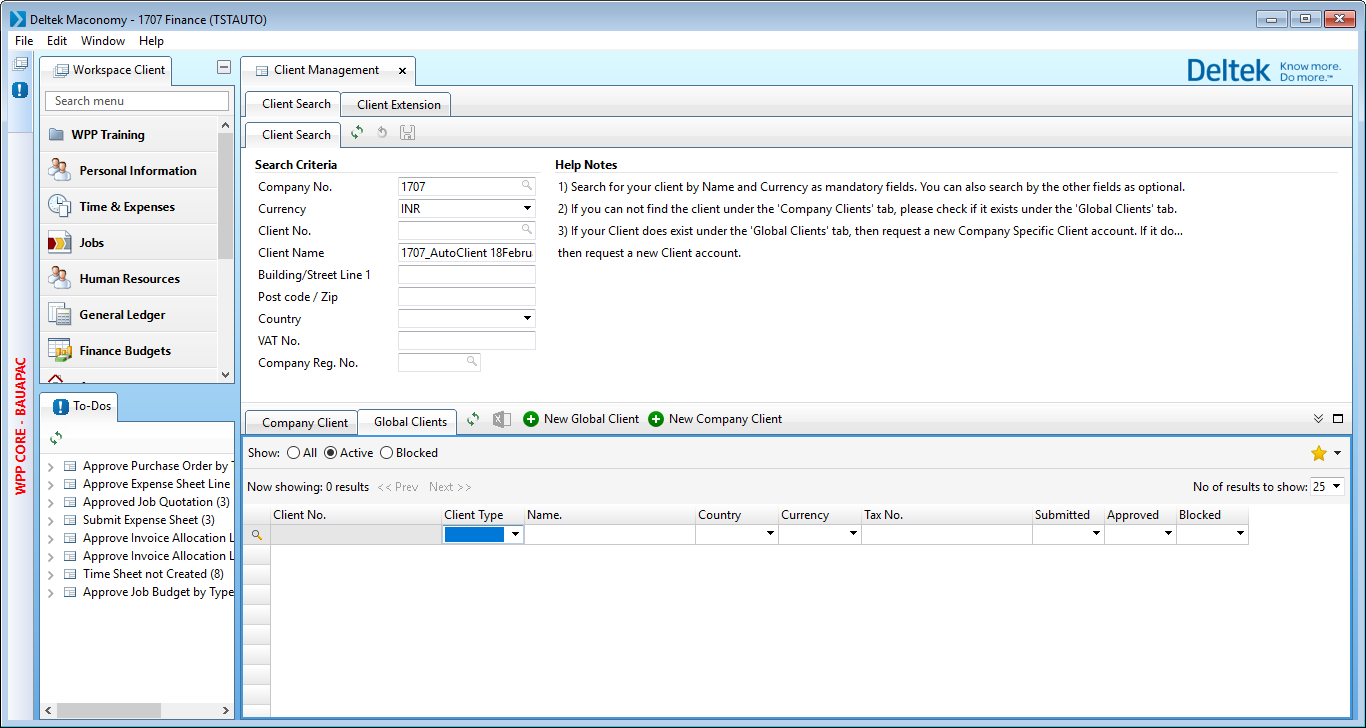 Deltek Maconomy - 1707 Finance (TSTAUTO)
File Edit Window Help
Workspace Client
Client Management
Deltek Know more. Do more.™
Search menu
Client Search Client Extension
Client Search
WPP Training
Personal Information
Time & Expenses
Jobs
Human Resources
General Ledger
Finance Budgets
WPP CORE - BAUAPAC
Search Criteria
Company No. 1707
Currency INR
Client No.
Client Name 1707_AutoClient 18Febru
Building/Street Line 1
Post code / Zip
Country
VAT No.
Company Reg. No.
Help Notes
1) Search for your client by Name and Currency as mandatory fields. You can also search by the other fields as optional.
2) If you can not find the client under the 'Company Clients' tab, please check if it exists under the 'Global Clients' tab.
3) If your Client does exist under the 'Global Clients' tab, then request a new Company Specific Client account. If it do...
then request a new Client account.
To-Dos
Approve Purchase Order by T
Approve Expense Sheet Line
Approved Job Quotation (3)
Submit Expense Sheet (3)
Approve Invoice Allocation L
Approve Invoice Allocation L
Time Sheet not Created (8)
Approve Job Budget by Type
Company Client Global Clients New Global Client New Company Client
Show: All Active Blocked
Now showing: 0 results << Prev Next >> No of results to show: 25
Client No. Client Type Name. Country Currency Tax No. Submitted Approved Blocked